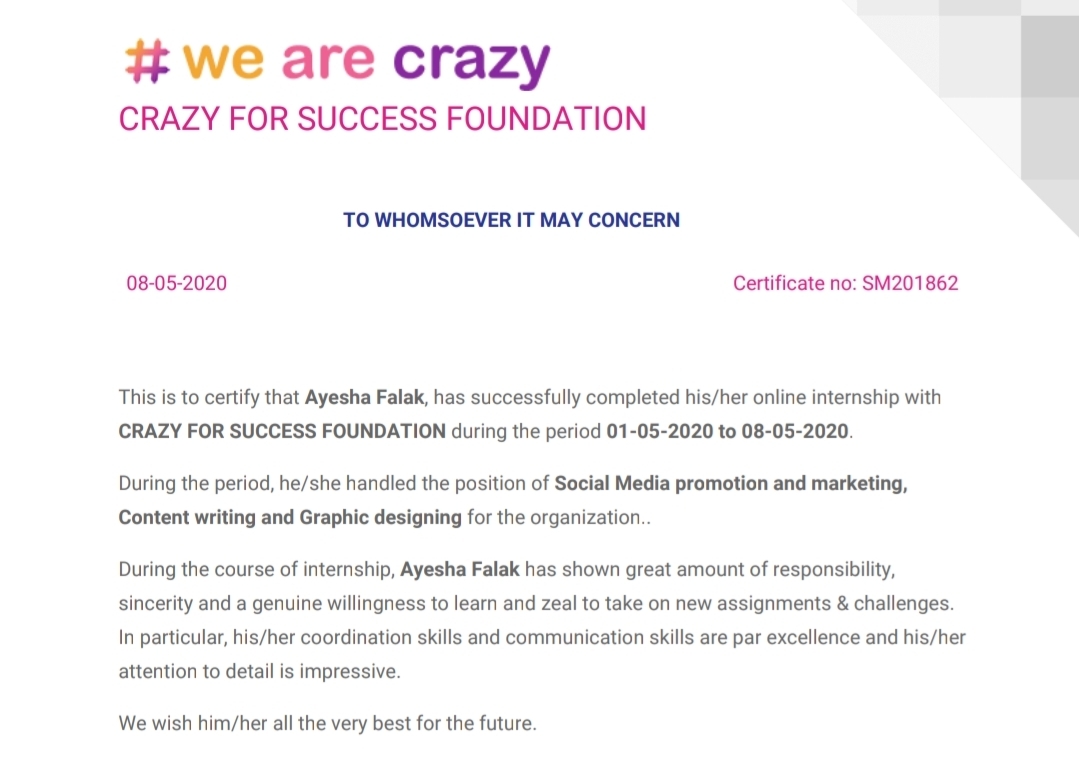 # we are crazy
CRAZY FOR SUCCESS FOUNDATION
TO WHOMSOEVER IT MAY CONCERN
08-05-2020 Certificate no: SM201862
This is to certify that Ayesha Falak, has successfully completed his/her online internship with
CRAZY FOR SUCCESS FOUNDATION during the period 01-05-2020 to 08-05-2020.
During the period, he/she handled the position of Social Media promotion and marketing,
Content writing and Graphic designing for the organization..
During the course of internship, Ayesha Falak has shown great amount of responsibility,
sincerity and a genuine willingness to learn and zeal to take on new assignments & challenges.
In particular, his/her coordination skills and communication skills are par excellence and his/her
attention to detail is impressive.
We wish him/her all the very best for the future.